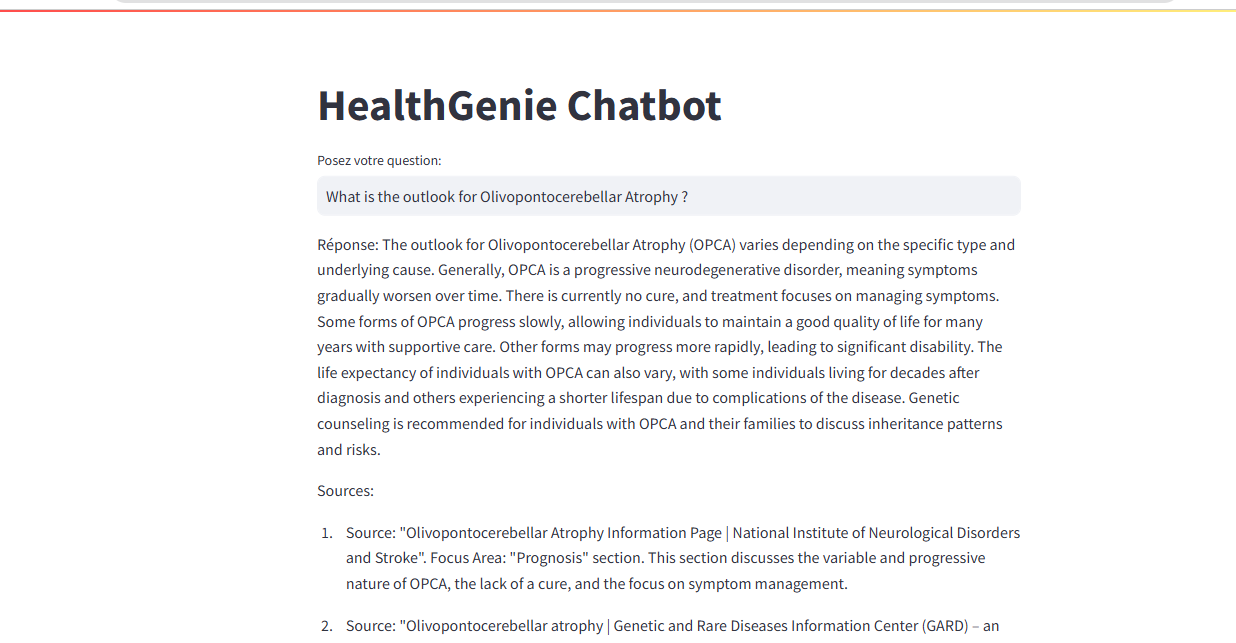 HealthGenie Chatbot
Posez votre question:
What is the outlook for Olivopontocerebellar Atrophy ?
Réponse: The outlook for Olivopontocerebellar Atrophy (OPCA) varies depending on the specific type and
underlying cause. Generally, OPCA is a progressive neurodegenerative disorder, meaning symptoms
gradually worsen over time. There is currently no cure, and treatment focuses on managing symptoms.
Some forms of OPCA progress slowly, allowing individuals to maintain a good quality of life for many
years with supportive care. Other forms may progress more rapidly, leading to significant disability. The
life expectancy of individuals with OPCA can also vary, with some individuals living for decades after
diagnosis and others experiencing a shorter lifespan due to complications of the disease. Genetic
counseling is recommended for individuals with OPCA and their families to discuss inheritance patterns
and risks.
Sources:
1. Source: "Olivopontocerebellar Atrophy Information Page | National Institute of Neurological Disorders
and Stroke". Focus Area: "Prognosis" section. This section discusses the variable and progressive
nature of OPCA, the lack of a cure, and the focus on symptom management.
2. Source: "Olivopontocerebellar atrophy | Genetic and Rare Diseases Information Center (GARD) – an